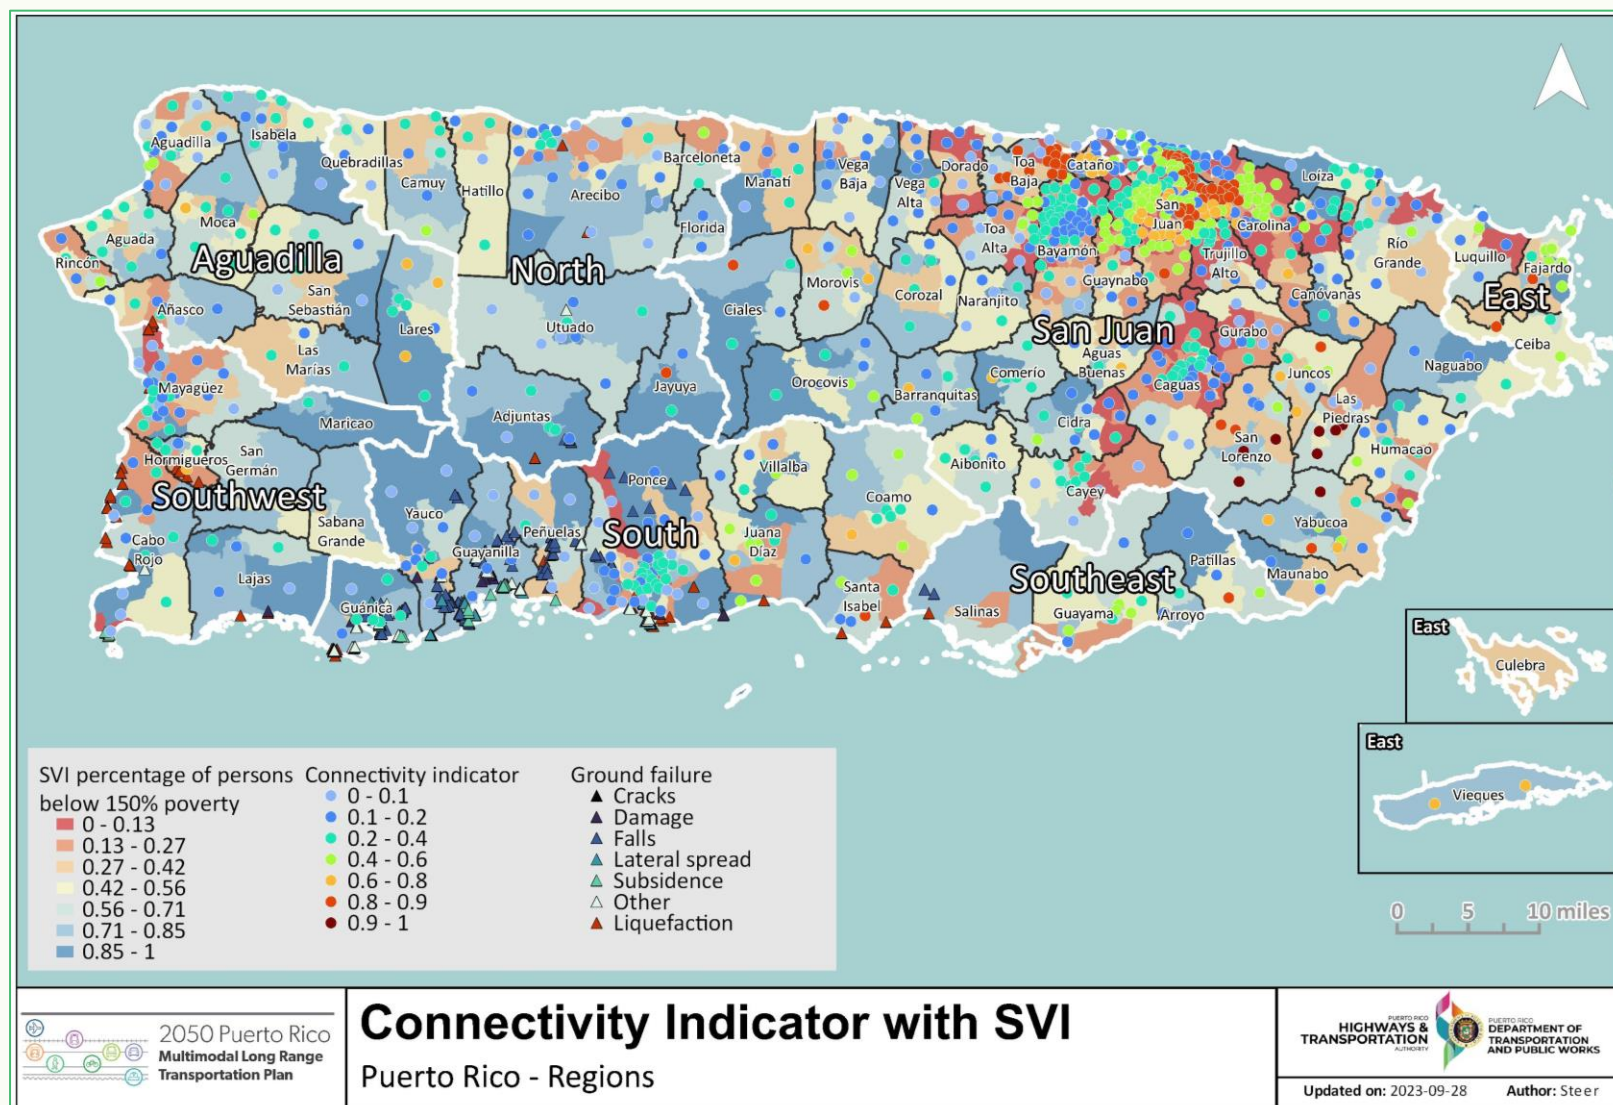 Aguadilla
Isabela
Quebradillas
Camuy
Hatillo
Arecibo
Barceloneta
Florida
Manatí
Vega
Baja
Vega
Alta
Dorado
Toa
Baja
Cataño
Toa
Alta
Bayamón
San
Juan
Guaynabo
Trujillo
Alto
Carolina
Loiza
Canóvanas
Río
Grande
Luquillo
Fajardo
East
Ceiba
Rincón
Aguada
Moca
Aguadilla
San
Sebastián
Añasco
Las
Marías
Lares
North
Utuado
Adjuntas
Jayuya
Ciales
Morovis
Corozal
Naranjito
San Juan
Orocovis
Barranquitas
Comerío
Aguas
Buenas
Caguas
Gurabo
Juncos
Las
Piedras
Naguabo
Humacao
San
Lorenzo
Cidra
Cayey
Aibonito
Mayagüez
Maricao
Hormigueros
San
Germán
Southwest
Sabana
Grande
Cabo
Rojo
Lajas
Guánica
Yauco
Guayanilla
Peñuelas
Ponce
South
Villalba
Juana
Díaz
Coamo
Santa
Isabel
Salinas
Southeast
Guayama
Arroyo
Patillas
Maunabo
Yabucoa
East
Culebra
East
Vieques
0 5 10 miles
SVI percentage of persons
below 150% poverty
0 - 0.13
0.13 - 0.27
0.27 - 0.42
0.42 - 0.56
0.56 - 0.71
0.71 - 0.85
0.85 - 1
Connectivity indicator
0 - 0.1
0.1 - 0.2
0.2 - 0.4
0.4 - 0.6
0.6 - 0.8
0.8 - 0.9
0.9 - 1
Ground failure
Cracks
Damage
Falls
Lateral spread
Subsidence
Other
Liquefaction
2050 Puerto Rico
Multimodal Long Range
Transportation Plan
Connectivity Indicator with SVI
Puerto Rico - Regions
PUERTO RICO
HIGHWAYS &
TRANSPORTATION
AUTHORITY
PUERTO RICO
DEPARTMENT OF
TRANSPORTATION
AND PUBLIC WORKS
Updated on: 2023-09-28 Author: Steer